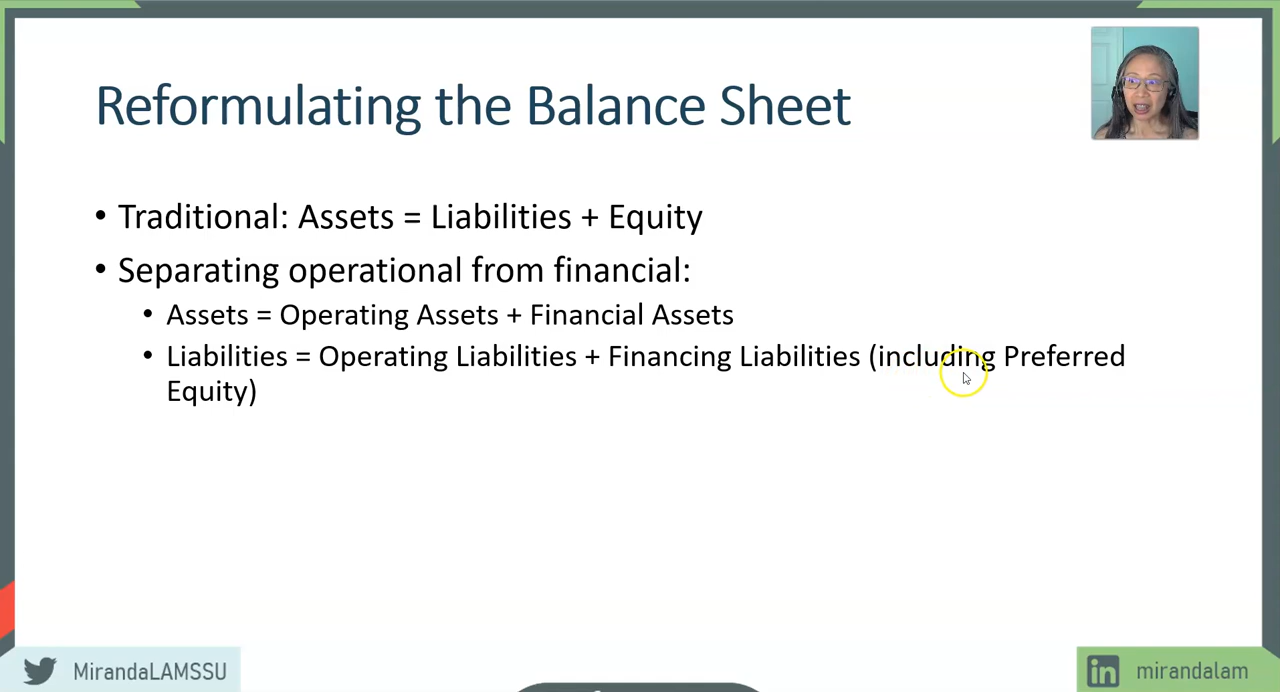 Reformulating the Balance Sheet
• Traditional: Assets = Liabilities + Equity
• Separating operational from financial:
• Assets = Operating Assets + Financial Assets
• Liabilities = Operating Liabilities + Financing Liabilities (including Preferred
Equity)
MirandaLAMSSU
in mirandalam